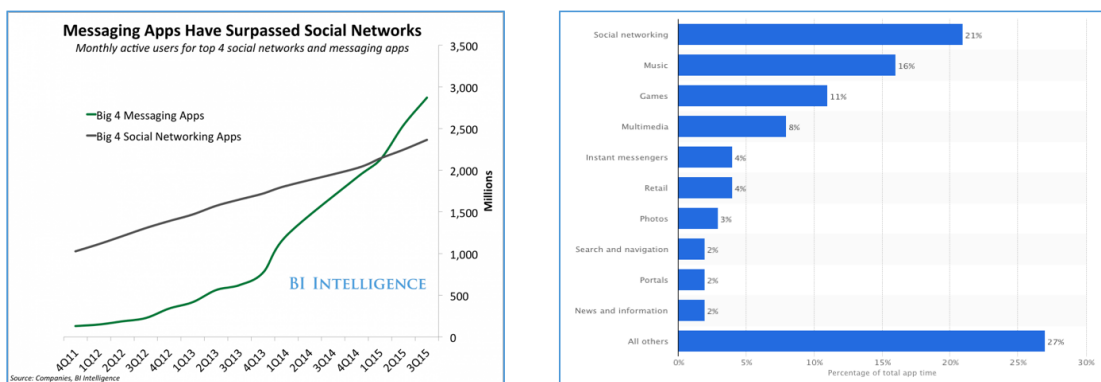 Messaging Apps Have Surpassed Social Networks
Monthly active users for top 4 social networks and messaging apps
3,500
3,000
2,500
2,000
1,500
1,000
500
0
Millions
Big 4 Messaging Apps
Big 4 Social Networking Apps
BI INTELLIGENCE
4Q11 1Q12 2Q12 3Q12 4Q12 1Q13 2Q13 3Q13 4Q13 1Q14 2Q14 3Q14 4Q14 1Q15 2Q15 3Q15
Source: Companies, BI Intelligence
Social networking 21%
Music 16%
Games 11%
Multimedia 8%
Instant messengers 4%
Retail 4%
Photos 3%
Search and navigation 2%
Portals 2%
News and information 2%
All others 27%
0% 5% 10% 15% 20% 25% 30%
Percentage of total app time